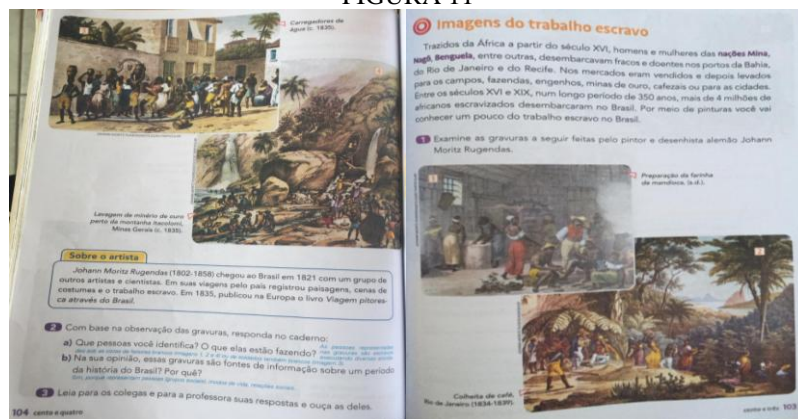 FIGURA 11
Carregadores de
água (c. 1835).
Lavagem de minério de ouro
perto da montanha Itacolomi,
Minas Gerais (c. 1835).
Sobre o artista
Johann Moritz Rugendas (1802-1858) chegou ao Brasil em 1821 com um grupo de
outros artistas e cientistas. Em suas viagens pelo país registrou paisagens, cenas de
costumes e o trabalho escravo. Em 1835, publicou na Europa o livro Viagem pitores-
ca através do Brasil.
2 Com base na observação das gravuras, responda no caderno:
a) Que pessoas você identifica? O que elas estão fazendo?
b) Na sua opinião, essas gravuras são fontes de informação sobre um período
da história do Brasil? Por quê?
3 Leia para os colegas e para a professora suas respostas e ouça as deles.
104 cento e quatro
Imagens do trabalho escravo
Trazidos da África a partir do século XVI, homens e mulheres das nações Mina,
Nagô, Benguela, entre outras, desembarcavam fracos e doentes nos portos da Bahia,
do Rio de Janeiro e do Recife. Nos mercados eram vendidos e depois levados
para os campos, fazendas, engenhos, minas de ouro, cafezais ou para as cidades.
Entre os séculos XVI e XIX, num longo período de 350 anos, mais de 4 milhões de
africanos escravizados desembarcaram no Brasil. Por meio de pinturas você vai
conhecer um pouco do trabalho escravo no Brasil.
1 Examine as gravuras a seguir feitas pelo pintor e desenhista alemão Johann
Moritz Rugendas.
1
Preparação da farinha
de mandioca. (s.d.).
2
Colheita de café,
Rio de Janeiro (1834-1839).
cento e três 103